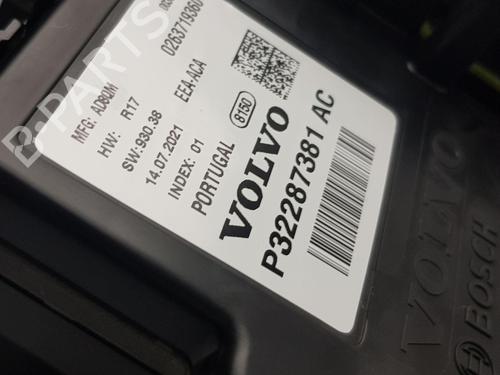 0263719360
MFG: AD8DM
HW: R17
SW:930.38 EEA-ACA
14.07.2021
INDEX: 01
PORTUGAL 8150
VOLVO
P32287381 AC
VOLVO
BOSCH
B-PARTS